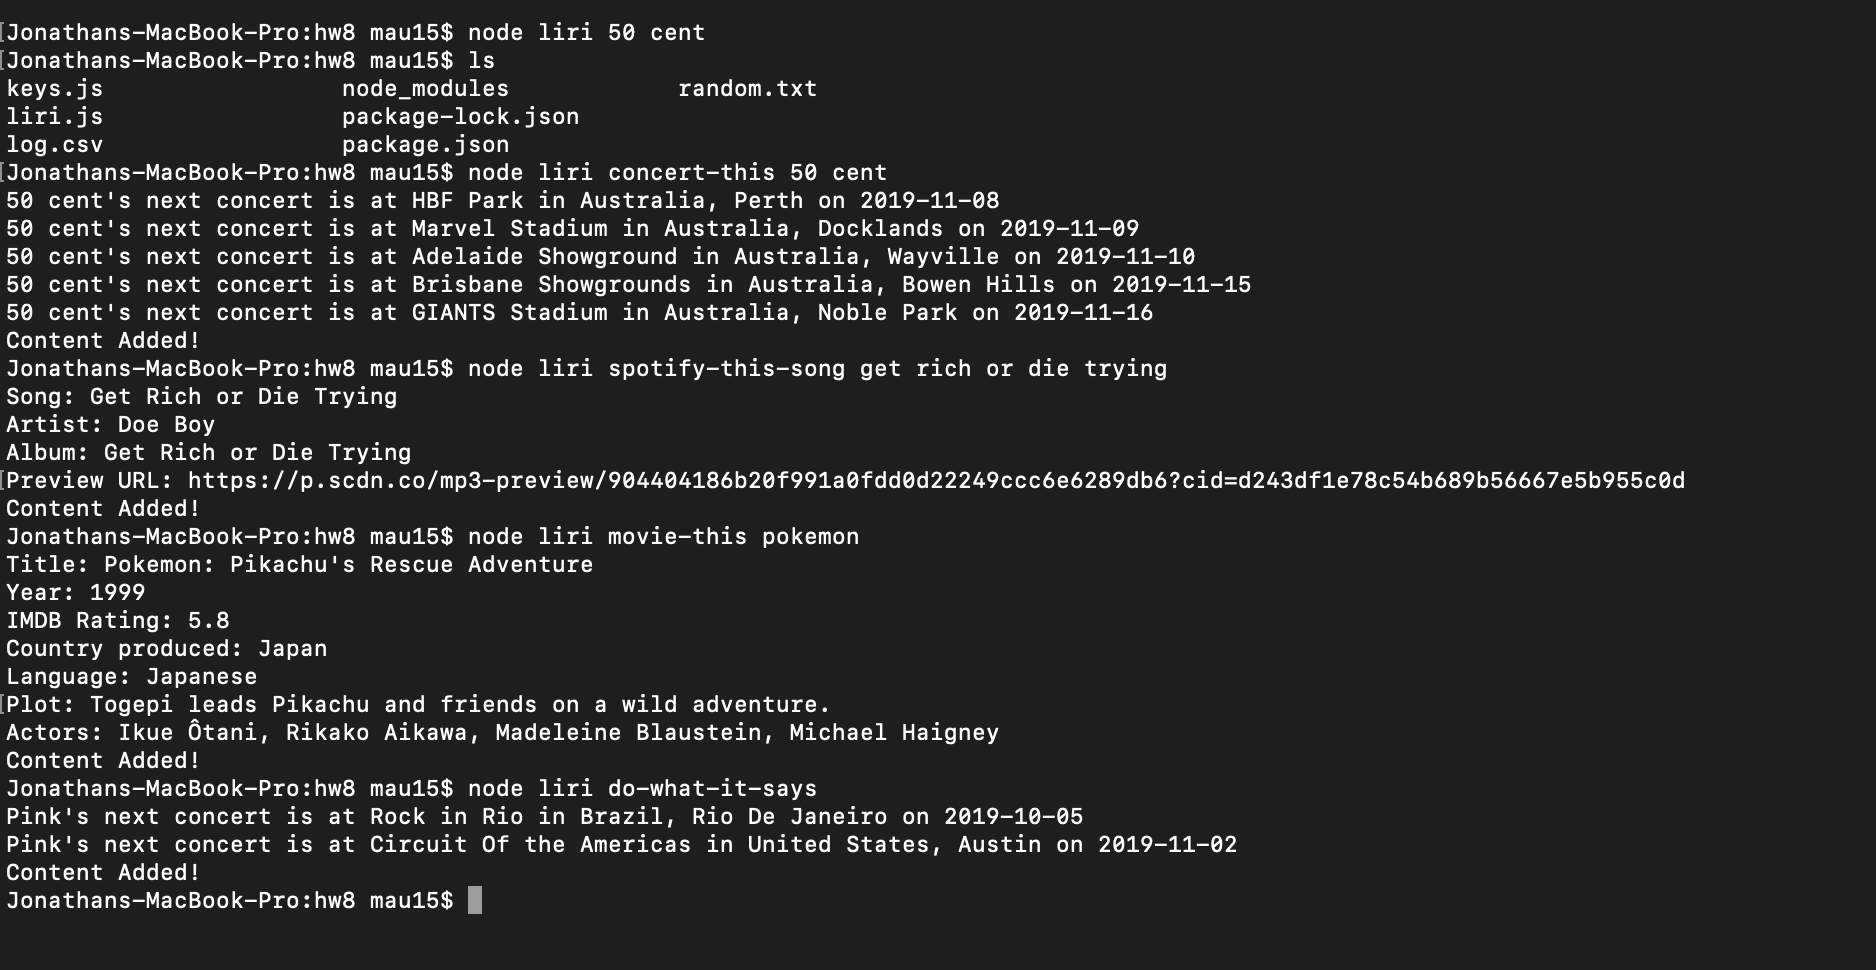 Jonathans-MacBook-Pro:hw8 mau15$ node liri 50 cent
Jonathans-MacBook-Pro:hw8 mau15$ ls
keys.js node_modules random.txt
liri.js package-lock.json
log.csv package.json
Jonathans-MacBook-Pro:hw8 mau15$ node liri concert-this 50 cent
50 cent's next concert is at HBF Park in Australia, Perth on 2019-11-08
50 cent's next concert is at Marvel Stadium in Australia, Docklands on 2019-11-09
50 cent's next concert is at Adelaide Showground in Australia, Wayville on 2019-11-10
50 cent's next concert is at Brisbane Showgrounds in Australia, Bowen Hills on 2019-11-15
50 cent's next concert is at GIANTS Stadium in Australia, Noble Park on 2019-11-16
Content Added!
Jonathans-MacBook-Pro:hw8 mau15$ node liri spotify-this-song get rich or die trying
Song: Get Rich or Die Trying
Artist: Doe Boy
Album: Get Rich or Die Trying
Preview URL: https://p.scdn.co/mp3-preview/904404186b20f991a0fdd0d22249ccc6e6289db6?cid=d243df1e78c54b689b56667e5b955c0d
Content Added!
Jonathans-MacBook-Pro:hw8 mau15$ node liri movie-this pokemon
Title: Pokemon: Pikachu's Rescue Adventure
Year: 1999
IMDB Rating: 5.8
Country produced: Japan
Language: Japanese
Plot: Togepi leads Pikachu and friends on a wild adventure.
Actors: Ikue Ôtani, Rikako Aikawa, Madeleine Blaustein, Michael Haigney
Content Added!
Jonathans-MacBook-Pro:hw8 mau15$ node liri do-what-it-says
Pink's next concert is at Rock in Rio in Brazil, Rio De Janeiro on 2019-10-05
Pink's next concert is at Circuit Of the Americas in United States, Austin on 2019-11-02
Content Added!
Jonathans-MacBook-Pro:hw8 mau15$